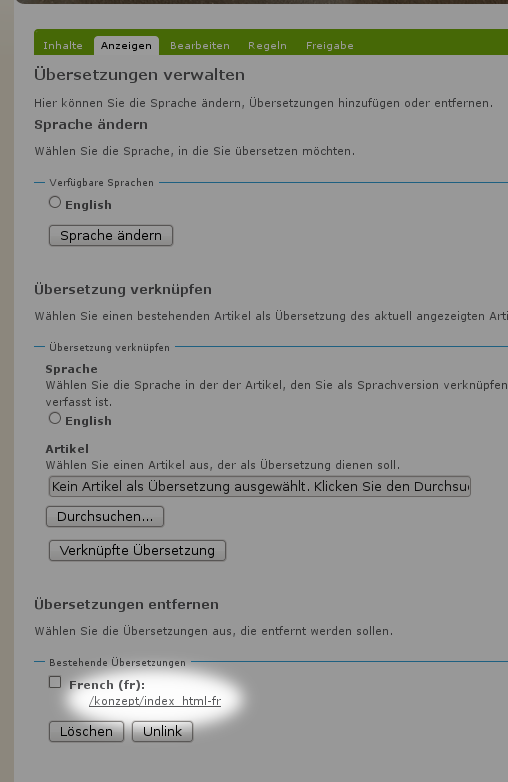 Inhalte Anzeigen Bearbeiten Regeln Freigabe
Übersetzungen verwalten
Hier können Sie die Sprache ändern, Übersetzungen hinzufügen oder entfernen.
Sprache ändern
Wählen Sie die Sprache, in die Sie übersetzen möchten.
Verfügbare Sprachen
English
Sprache ändern
Übersetzung verknüpfen
Wählen Sie einen bestehenden Artikel als Übersetzung des aktuell angezeigten Arti
Übersetzung verknüpfen
Sprache
Wählen Sie die Sprache in der der Artikel, den Sie als Sprachversion verknüpfen
verfasst ist.
English
Artikel
Wählen Sie einen Artikel aus, der als Übersetzung dienen soll.
Kein Artikel als Übersetzung ausgewählt. Klicken Sie den Durchsu
Durchsuchen...
Verknüpfte Übersetzung
Übersetzungen entfernen
Wählen Sie die Übersetzungen aus, die entfernt werden sollen.
Bestehende Übersetzungen
French (fr):
/konzept/index_html-fr
Löschen Unlink